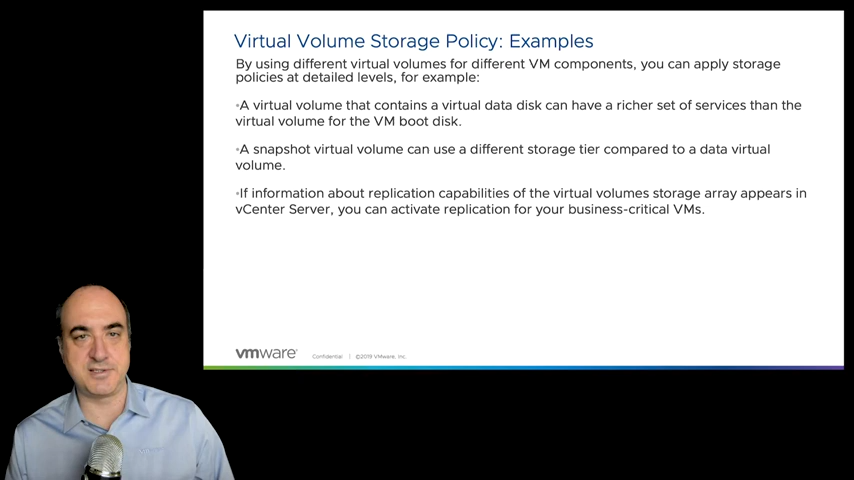 Virtual Volume Storage Policy: Examples
By using different virtual volumes for different VM components, you can apply storage
policies at detailed levels, for example:
•A virtual volume that contains a virtual data disk can have a richer set of services than the
virtual volume for the VM boot disk.
•A snapshot virtual volume can use a different storage tier compared to a data virtual
volume.
•If information about replication capabilities of the virtual volumes storage array appears in
vCenter Server, you can activate replication for your business-critical VMs.
vmware® Confidential | ©2019 VMware, Inc.